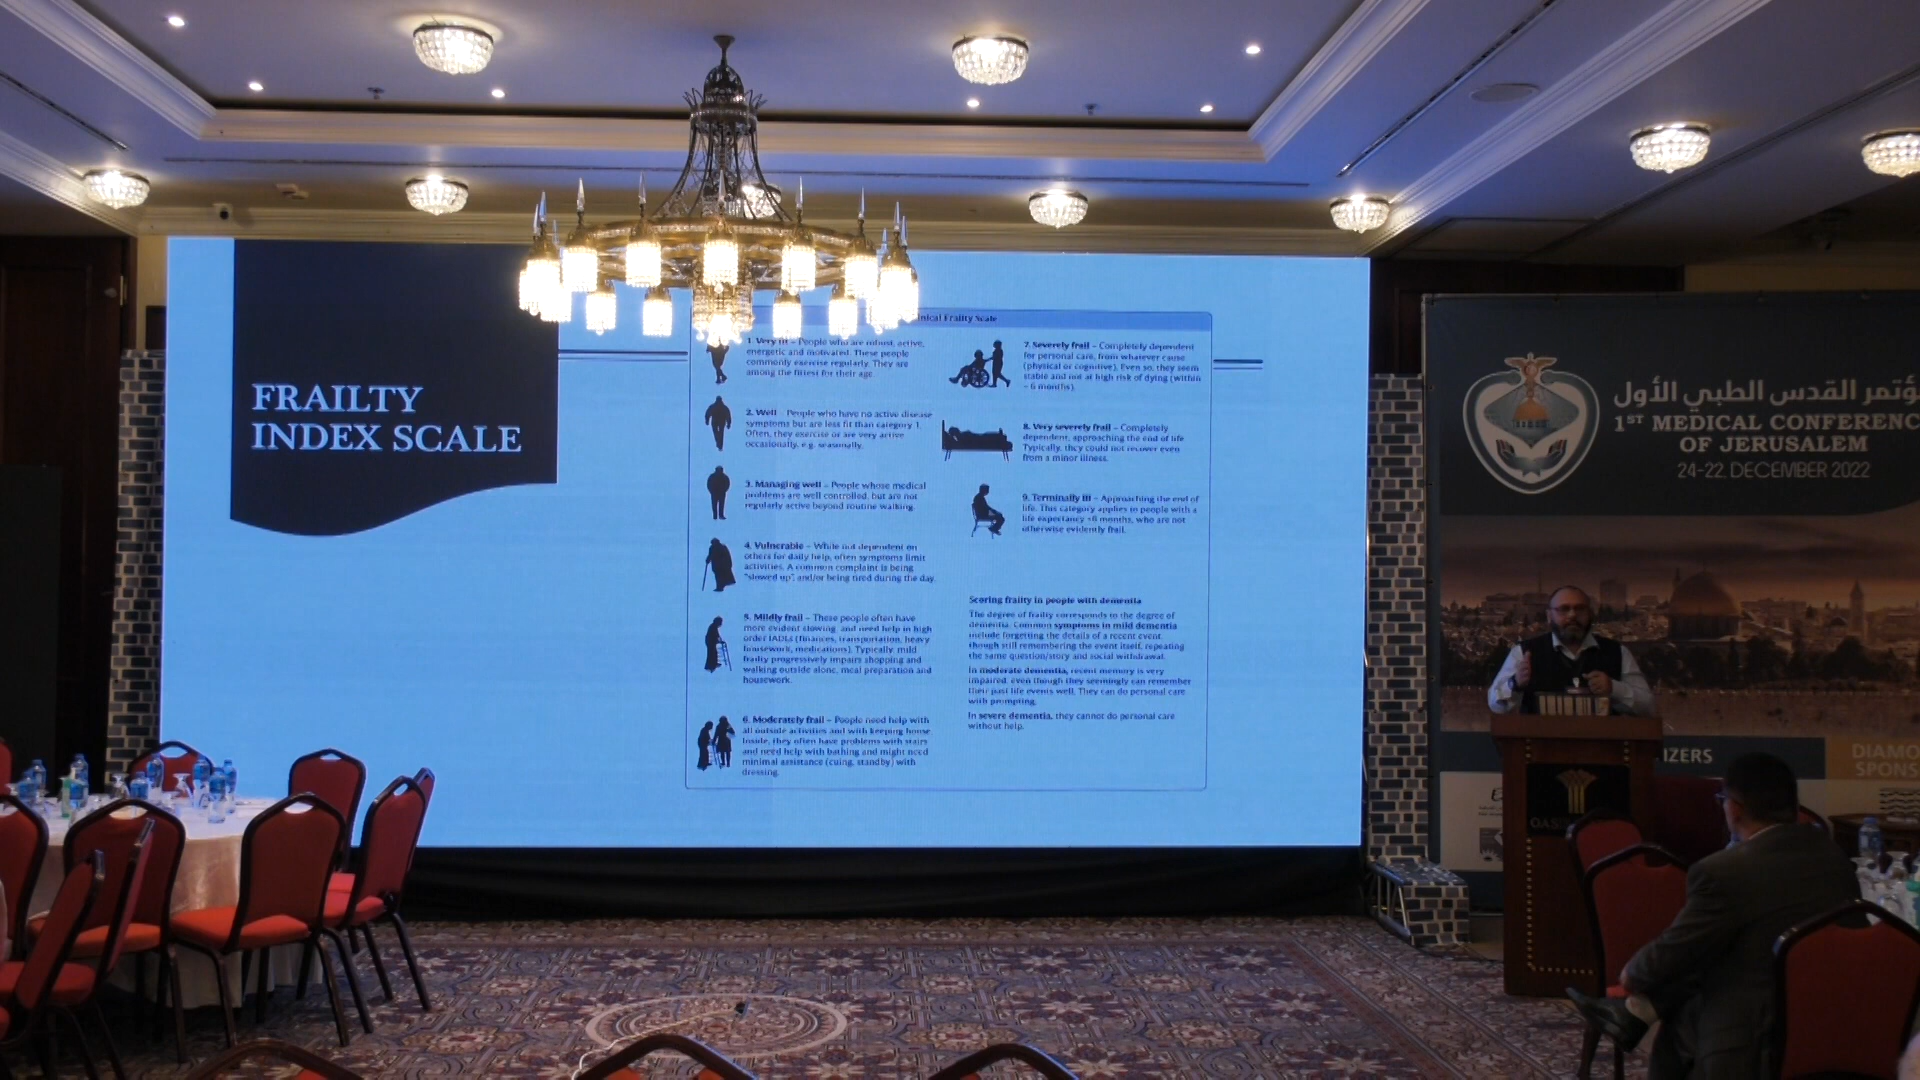 FRAILTY
INDEX SCALE
Clinical Frailty Scale
1 Very fit – People who are robust, active,
energetic and motivated. These people
commonly exercise regularly. They are
among the fittest for their age.
2. Well – People who have no active disease
symptoms but are less fit than category 1.
Often, they exercise or are very active
occasionally, e.g. seasonally.
3. Managing well – People whose medical
problems are well controlled, but are not
regularly active beyond routine walking.
4. Vulnerable – While not dependent on
others for daily help, often symptoms limit
activities. A common complaint is being
"slowed up", and/or being tired during the day.
5. Mildly frail – These people often have
more evident slowing, and need help in high
order IADLs (finances, transportation, heavy
housework, medications). Typically, mild
frailty progressively impairs shopping and
walking outside alone, meal preparation and
housework.
6. Moderately frail – People need help with
all outside activities and with keeping house.
Inside, they often have problems with stairs
and need help with bathing and might need
minimal assistance (cuing, standby) with
dressing.
7. Severely frail – Completely dependent
for personal care, from whatever cause
(physical or cognitive). Even so, they seem
stable and not at high risk of dying (within
~ 6 months).
8. Very severely frail – Completely
dependent, approaching the end of life.
Typically, they could not recover even
from a minor illness.
9. Terminally ill – Approaching the end of
life. This category applies to people with a
life expectancy <6 months, who are not
otherwise evidently frail.
Scoring frailty in people with dementia
The degree of frailty corresponds to the degree of
dementia. Common symptoms in mild dementia
include forgetting the details of a recent event,
though still remembering the event itself, repeating
the same question/story and social withdrawal.
In moderate dementia, recent memory is very
impaired, even though they seemingly can remember
their past life events well. They can do personal care
with prompting.
In severe dementia, they cannot do personal care
without help.
ؤتمر القدس الطبي الأول
1ST MEDICAL CONFERENC
OF JERUSALEM
24-22, DECEMBER 2022
IZERS
DIAMO
SPONS
OASI